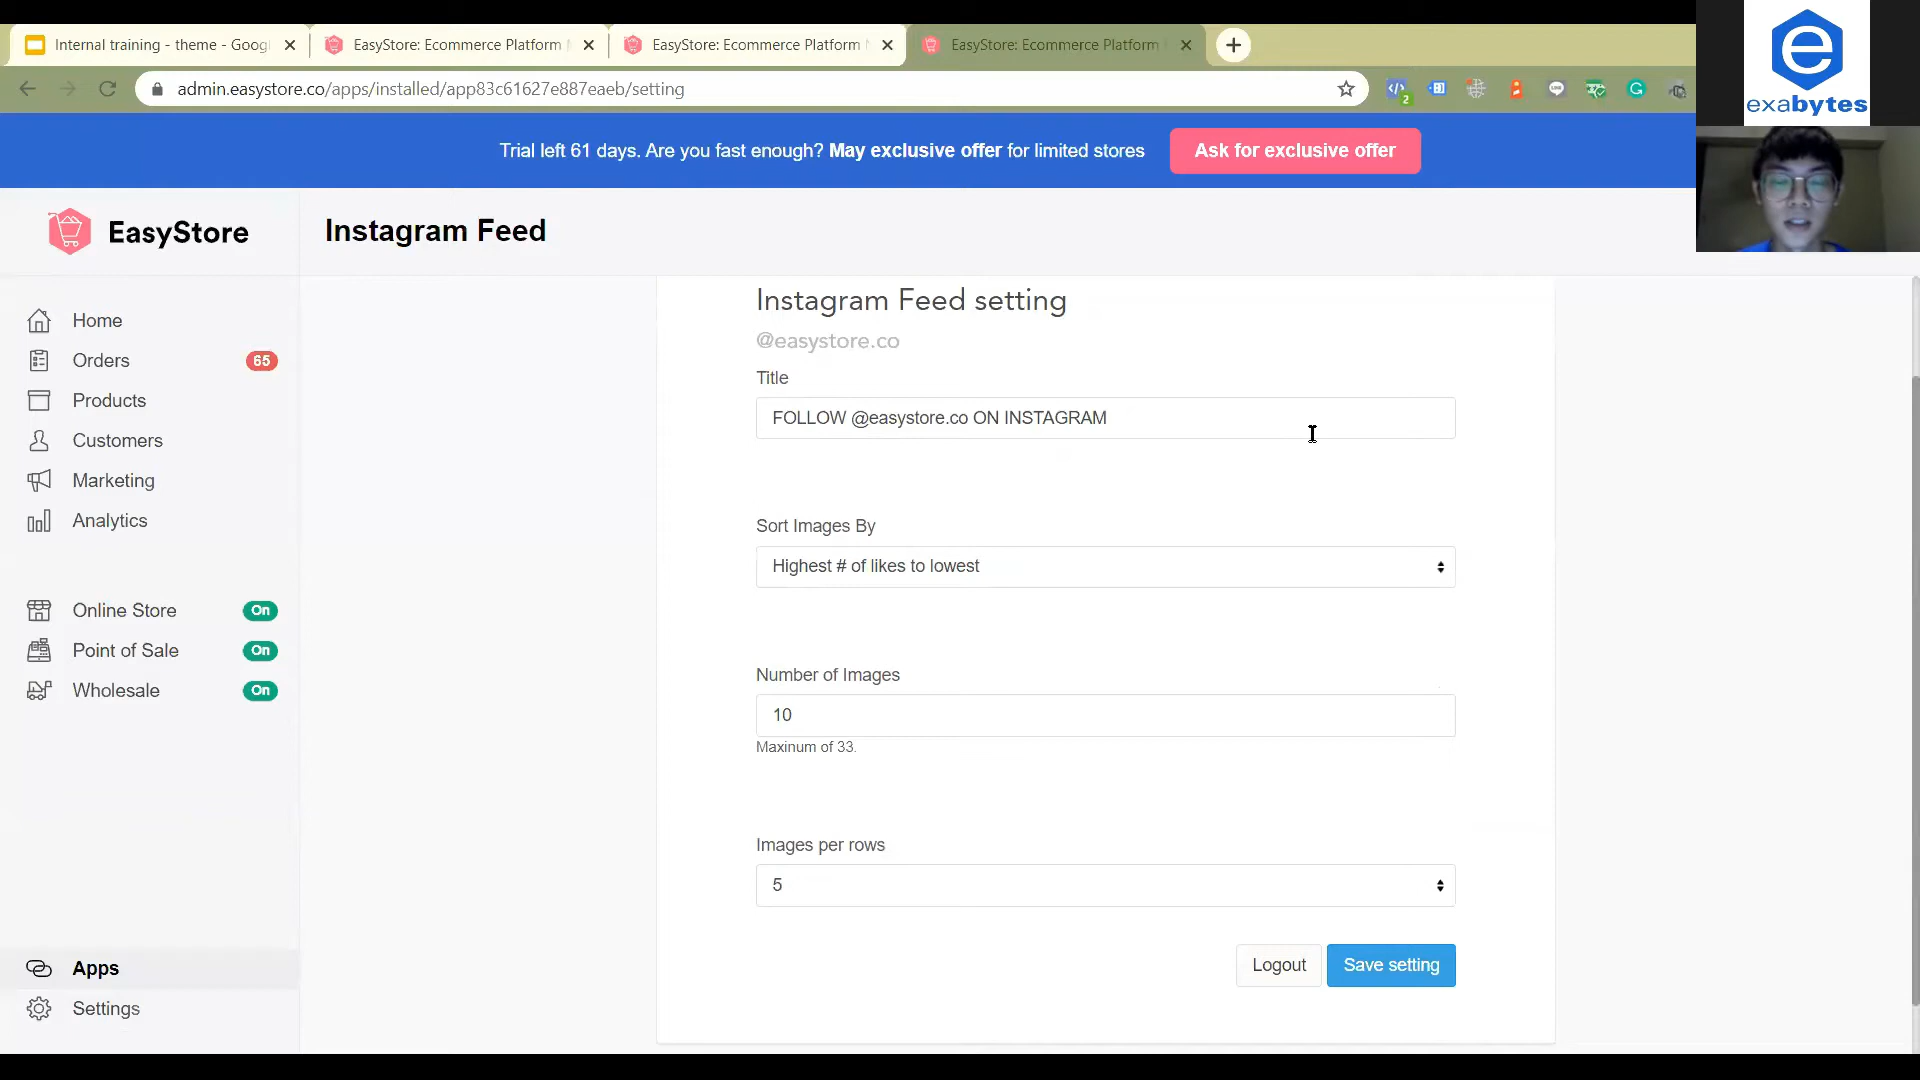 Internal training - theme - Goog
EasyStore: Ecommerce Platform
EasyStore: Ecommerce Platform
EasyStore: Ecommerce Platform
admin.easystore.co/apps/installed/app83c61627e887eaeb/setting
2
exabytes
Trial left 61 days. Are you fast enough? May exclusive offer for limited stores
Ask for exclusive offer
EasyStore
Instagram Feed
Home
Orders 65
Products
Customers
Marketing
Analytics
Online Store On
Point of Sale On
Wholesale On
Apps
Settings
Instagram Feed setting
@easystore.co
Title
FOLLOW @easystore.co ON INSTAGRAM
Sort Images By
Highest # of likes to lowest
Number of Images
10
Maxinum of 33.
Images per rows
5
Logout
Save setting